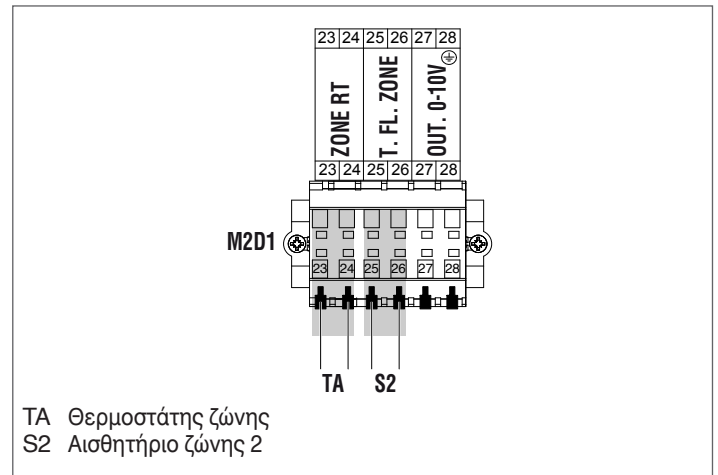 23 24 25 26 27 28
ZONE RT
T. FL. ZONE
OUT. 0-10V
23 24 25 26 27 28
M2D1
23 24 25 26 27 28
TA S2
TA Θερμοστάτης ζώνης
S2 Αισθητήριο ζώνης 2